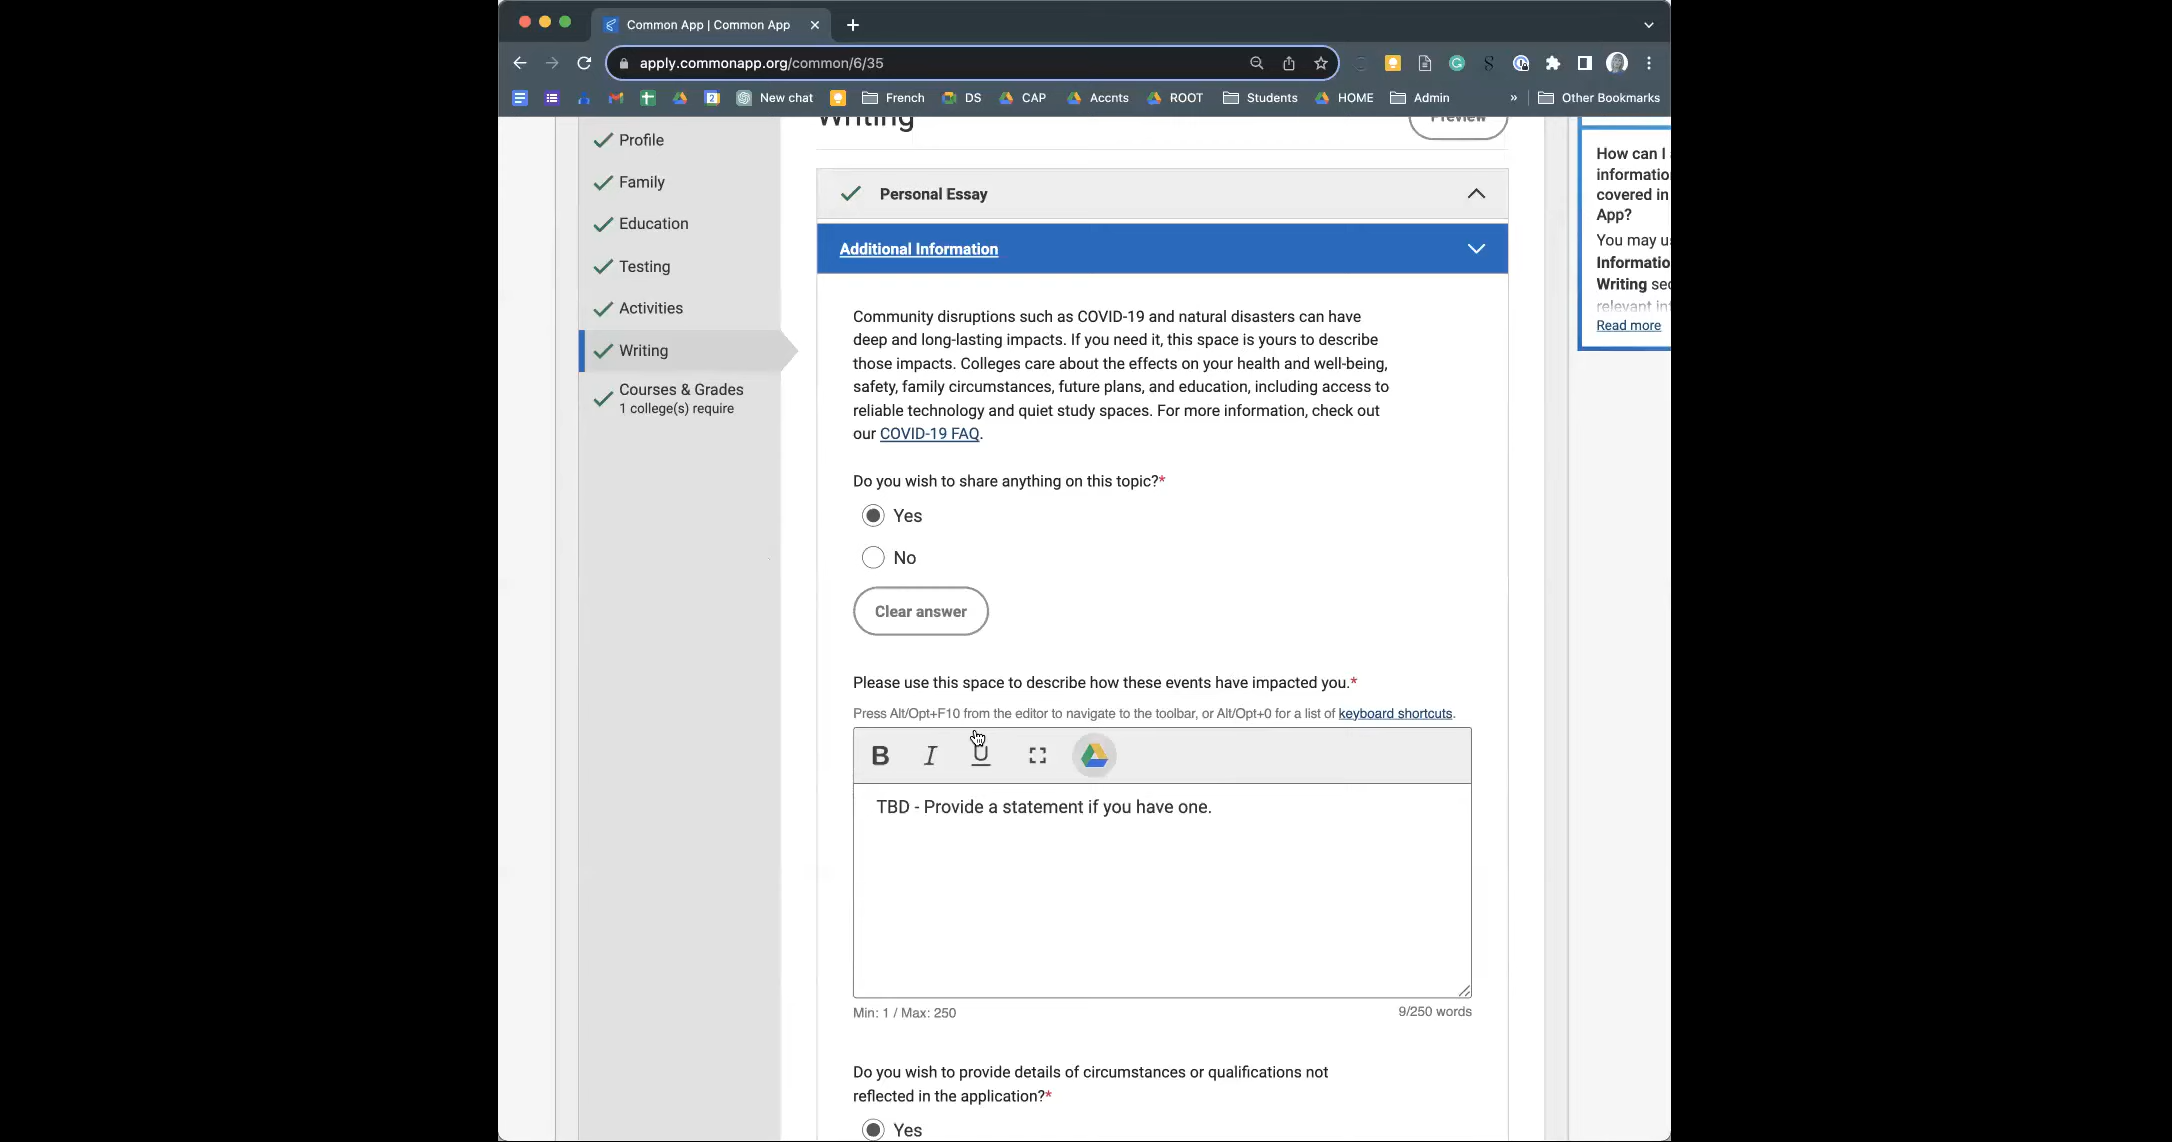 Common App | Common App
apply.commonapp.org/common/6/35
New chat
French
DS
CAP
Accnts
ROOT
Students
HOME
Admin
»
Other Bookmarks
Writing
Preview
Profile
Family
Education
Testing
Activities
Writing
Courses & Grades
1 college(s) require
Personal Essay
Additional Information
Community disruptions such as COVID-19 and natural disasters can have
deep and long-lasting impacts. If you need it, this space is yours to describe
those impacts. Colleges care about the effects on your health and well-being,
safety, family circumstances, future plans, and education, including access to
reliable technology and quiet study spaces. For more information, check out
our COVID-19 FAQ.
Do you wish to share anything on this topic?*
Yes
No
Clear answer
Please use this space to describe how these events have impacted you.*
Press Alt/Opt+F10 from the editor to navigate to the toolbar, or Alt/Opt+0 for a list of keyboard shortcuts.
B I U
TBD - Provide a statement if you have one.
Min: 1 / Max: 250
9/250 words
Do you wish to provide details of circumstances or qualifications not
reflected in the application?*
Yes
How can I
informatio
covered in
App?
You may u
Informatio
Writing sec
relevant in
Read more